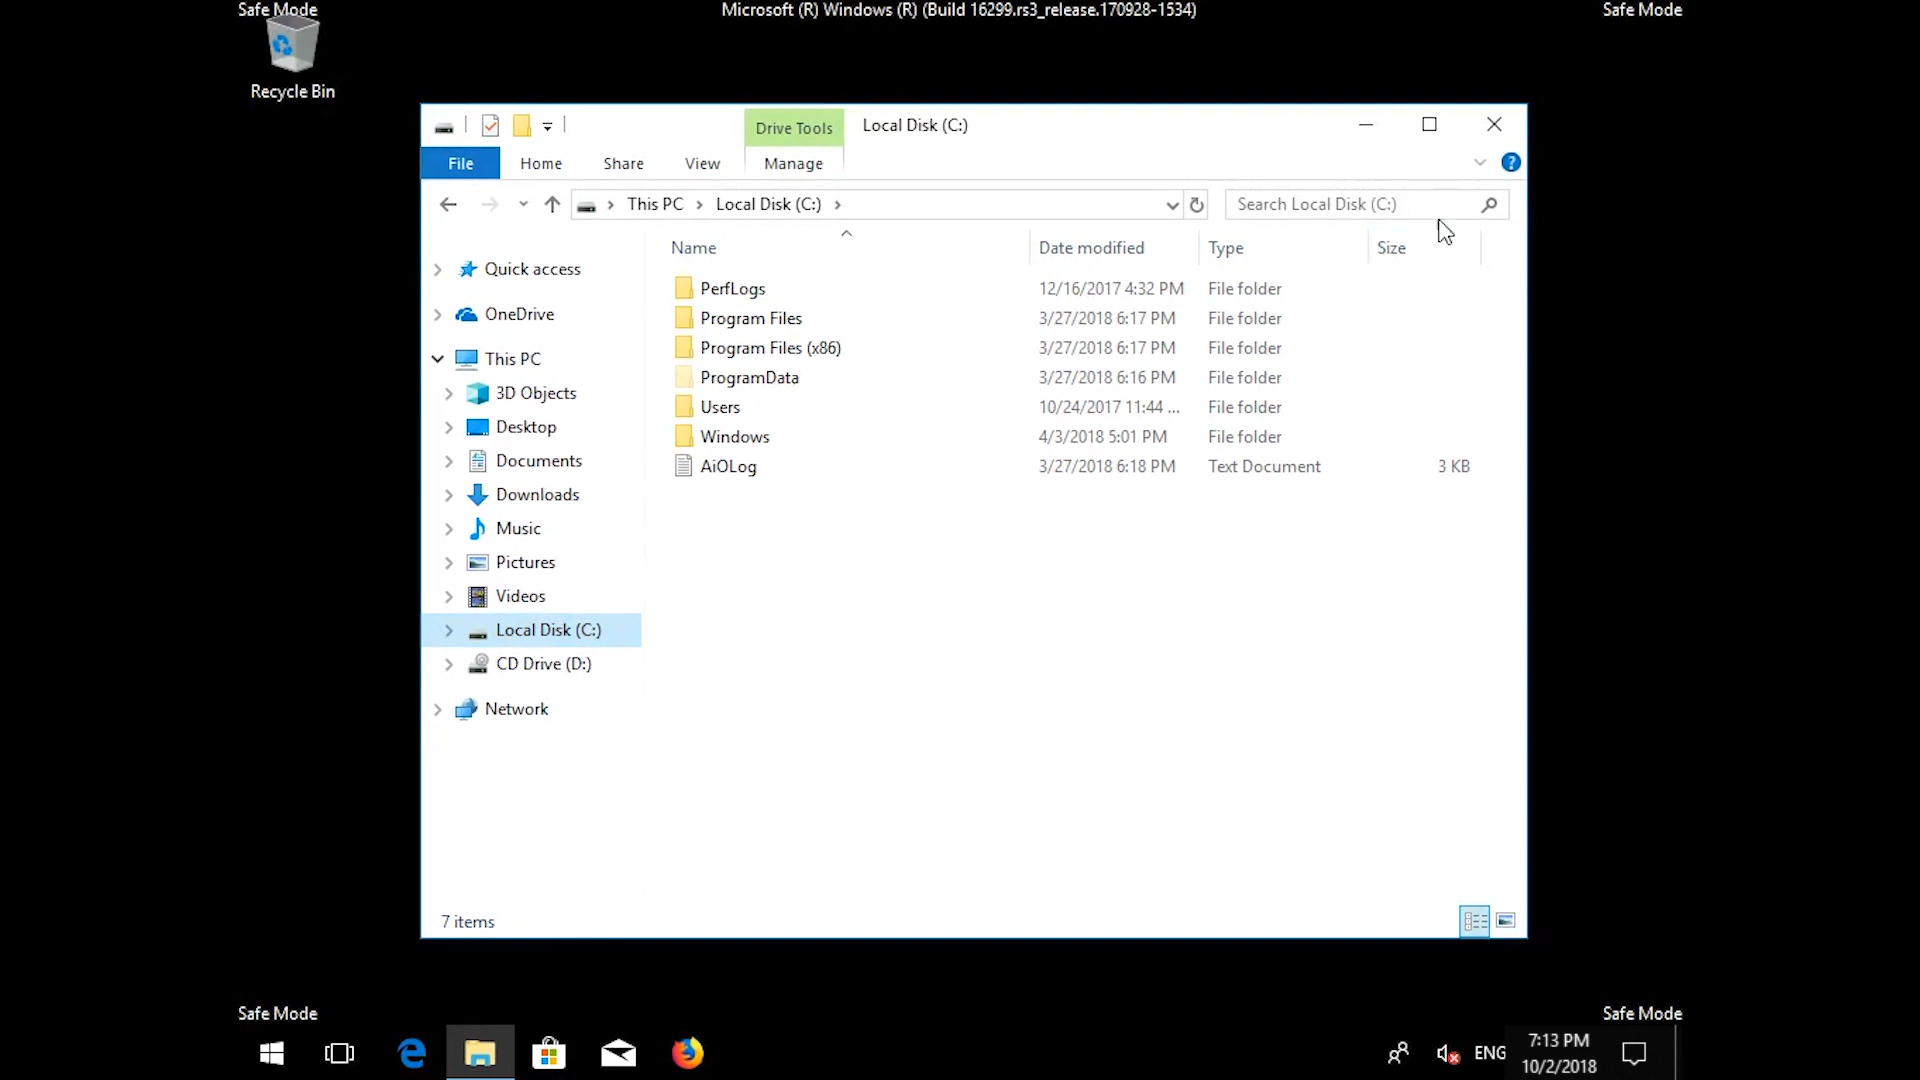 Safe Mode
Microsoft (R) Windows (R) (Build 16299.rs3_release.170928-1534)
Safe Mode
Recycle Bin
Drive Tools
Local Disk (C:)
File
Home
Share
View
Manage
This PC
Local Disk (C:)
Search Local Disk (C:)
Name
Date modified
Type
Size
Quick access
OneDrive
This PC
3D Objects
Desktop
Documents
Downloads
Music
Pictures
Videos
Local Disk (C:)
CD Drive (D:)
Network
PerfLogs 12/16/2017 4:32 PM File folder
Program Files 3/27/2018 6:17 PM File folder
Program Files (x86) 3/27/2018 6:17 PM File folder
ProgramData 3/27/2018 6:16 PM File folder
Users 10/24/2017 11:44 ... File folder
Windows 4/3/2018 5:01 PM File folder
AiOLog 3/27/2018 6:18 PM Text Document 3 KB
7 items
Safe Mode
Safe Mode
ENG
7:13 PM
10/2/2018